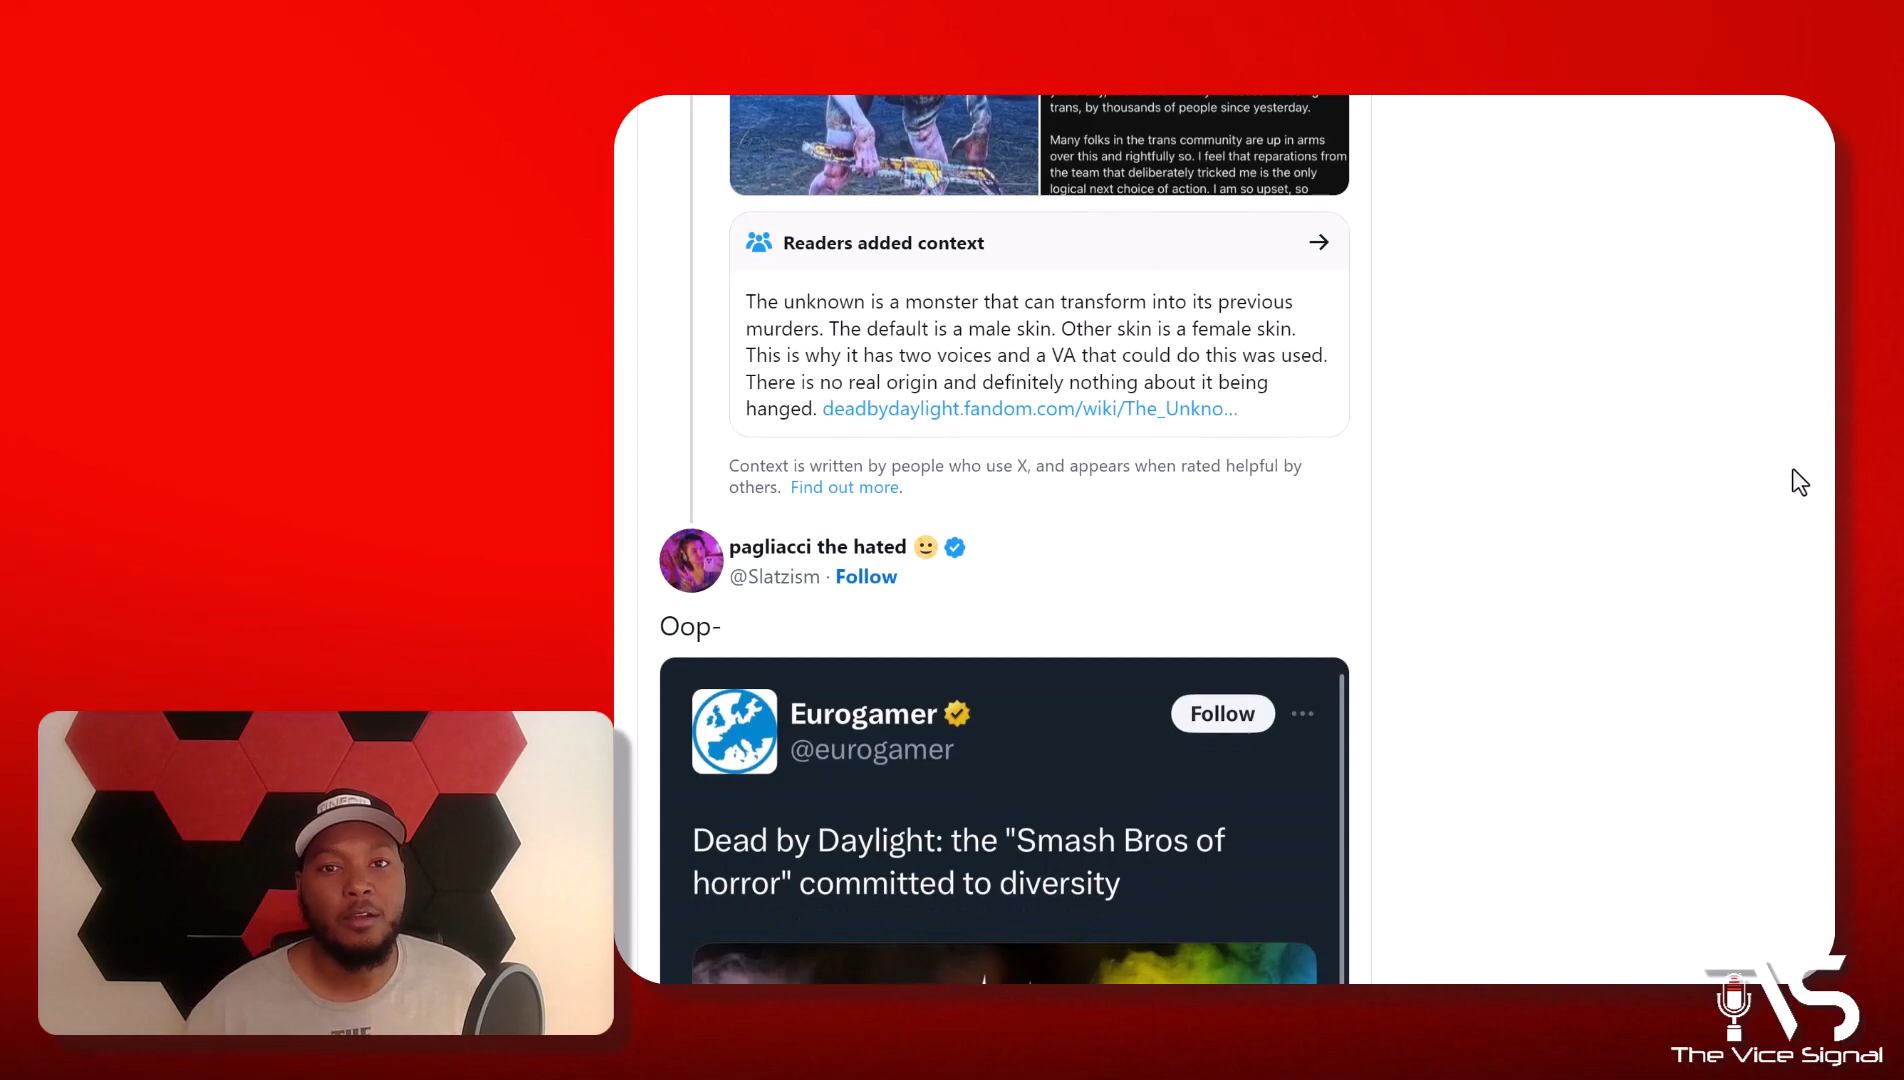 trans, by thousands of people since yesterday.
Many folks in the trans community are up in arms
over this and rightfully so. I feel that reparations from
the team that deliberately tricked me is the only
logical next choice of action. I am so upset, so
Readers added context
The unknown is a monster that can transform into its previous
murders. The default is a male skin. Other skin is a female skin.
This is why it has two voices and a VA that could do this was used.
There is no real origin and definitely nothing about it being
hanged. deadbydaylight.fandom.com/wiki/The_Unkno...
Context is written by people who use X, and appears when rated helpful by
others. Find out more.
pagliacci the hated
@Slatzism · Follow
Oop-
Eurogamer
@eurogamer
Follow
Dead by Daylight: the "Smash Bros of
horror" committed to diversity
THE
TVS
The Vice Signal